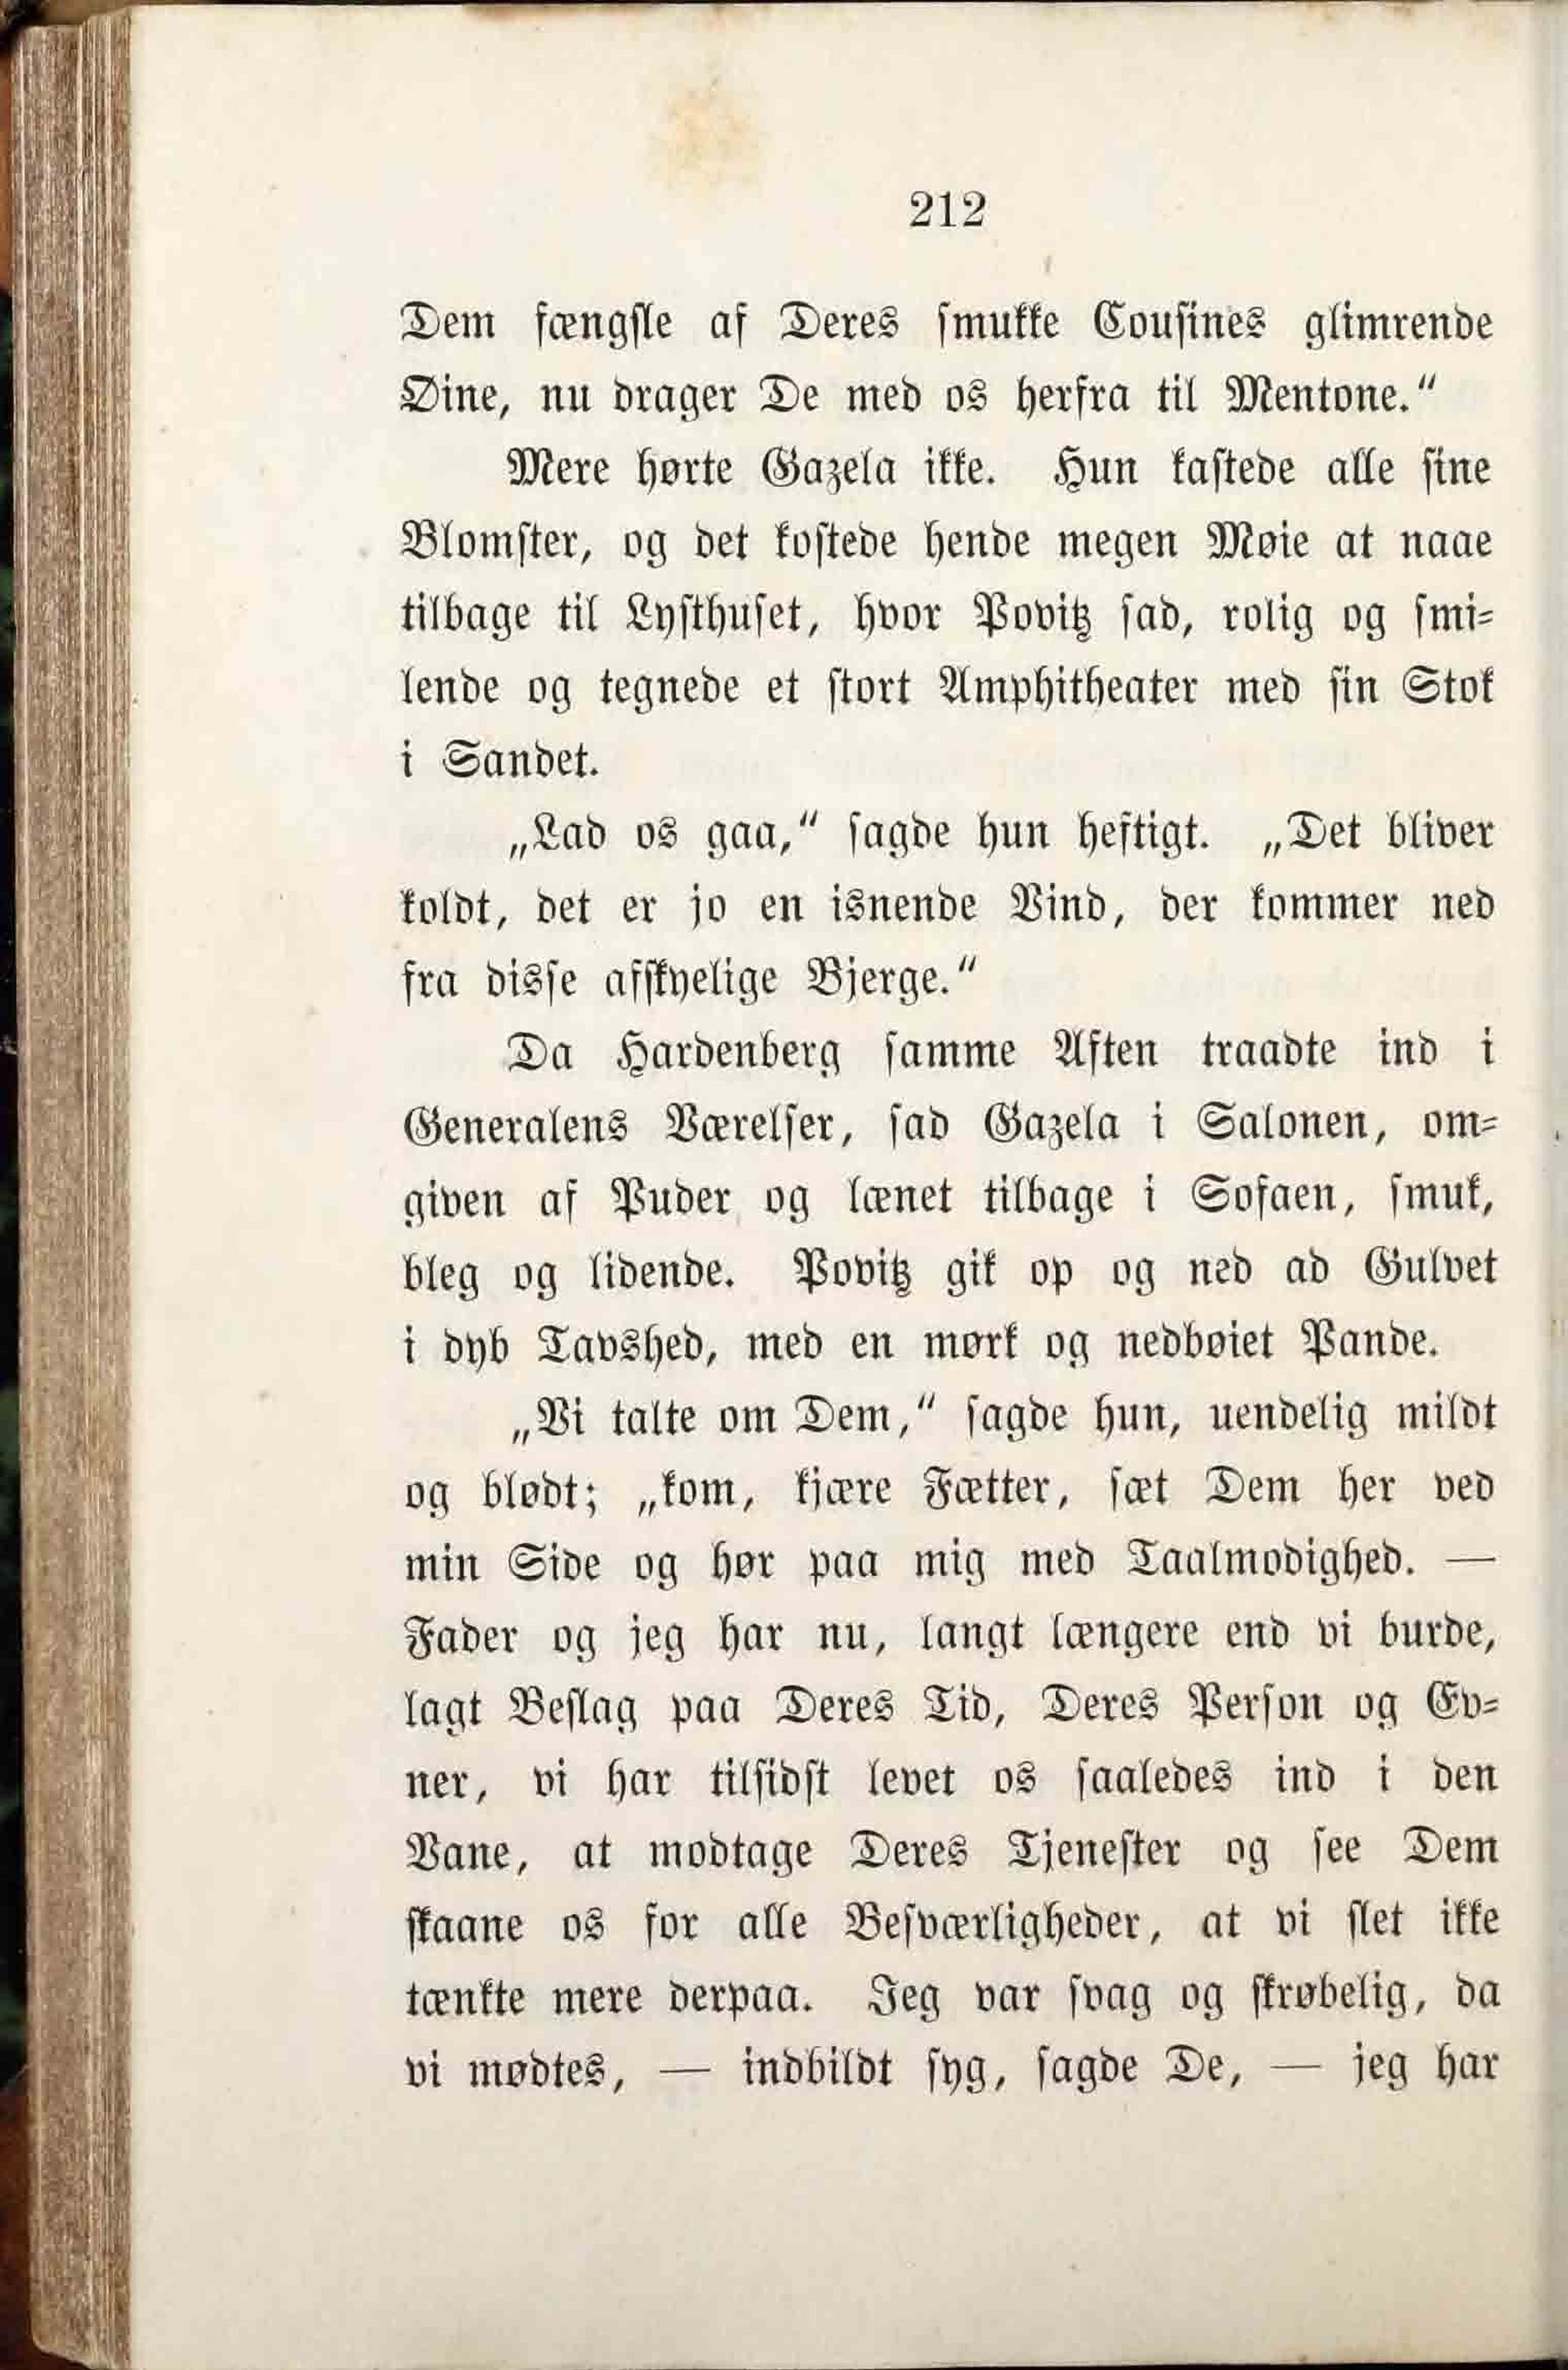 212
Dem fængsle af Deres smukke Cousines glimrende
Øine, nu drager De med os herfra til Mentone."
Mere hørte Gazela ikke. Hun kastede alle sine
Blomster, og det kostede hende megen Møie at naae
tilbage til Lysthuset, hvor Povitz sad, rolig og smi-
lende og tegnede et stort Amphitheater med sin Stok
i Sandet.
„Lad os gaa," sagde hun heftigt. „Det bliver
koldt, det er jo en isnende Vind, der kommer ned
fra disse afskyelige Bjerge."
Da Hardenberg samme Aften traadte ind i
Generalens Værelser, sad Gazela i Salonen, om-
given af Puder og lænet tilbage i Sofaen, smuk,
bleg og lidende. Povitz gik op og ned ad Gulvet
i dyb Tavshed, med en mørk og nedbøiet Pande.
„Vi talte om Dem," sagde hun, uendelig mildt
og blødt; „kom, kjære Fætter, sæt Dem her ved
min Side og hør paa mig med Taalmodighed. —
Fader og jeg har nu, langt længere end vi burde,
lagt Beslag paa Deres Tid, Deres Person og Ev-
ner, vi har tilsidst levet os saaledes ind i den
Vane, at modtage Deres Tjenester og see Dem
skaane os for alle Besværligheder, at vi slet ikke
tænkte mere derpaa. Jeg var svag og skrøbelig, da
vi mødtes, — indbildt syg, sagde De, — jeg har